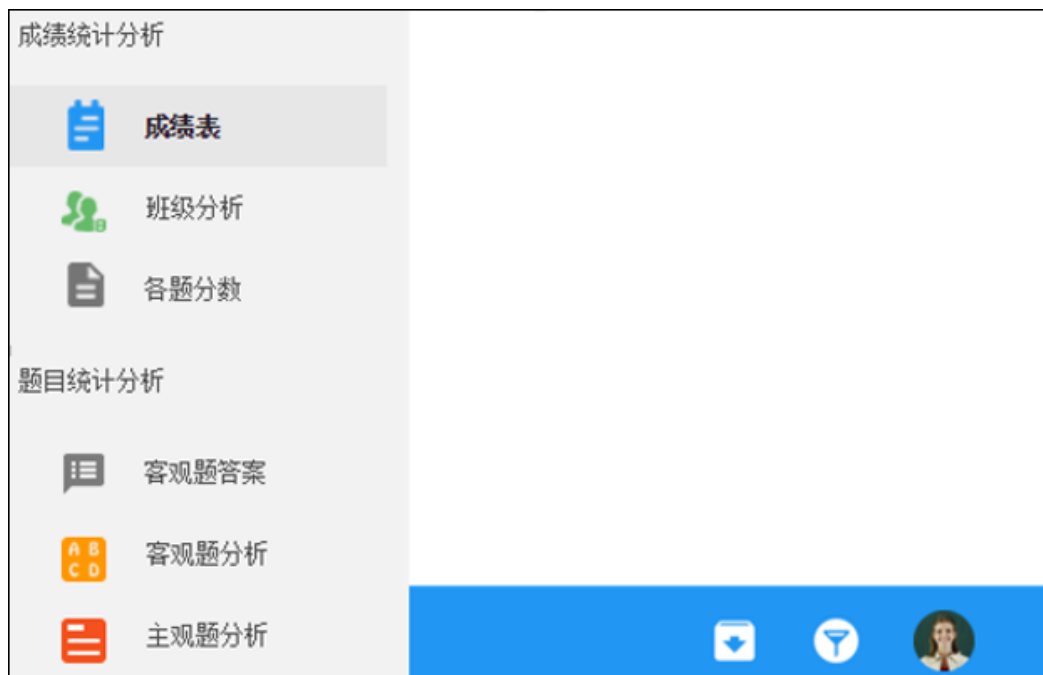 成绩统计分析
成绩表
班级分析
各题分数
题目统计分析
客观题答案
A B
C D
客观题分析
主观题分析